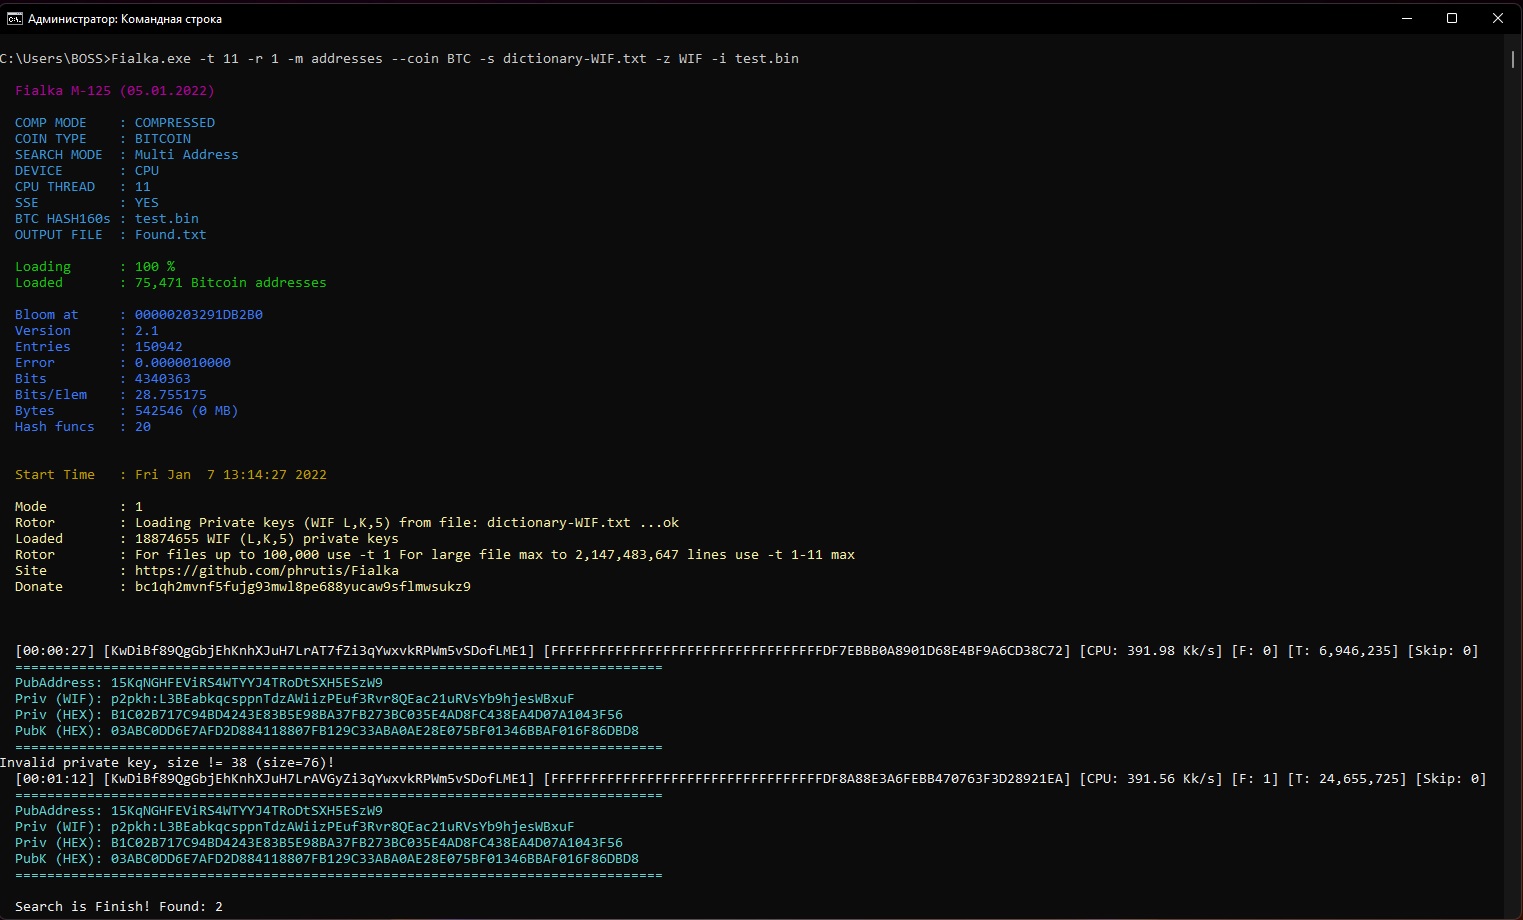 Администратор: Командная строка
C:\Users\BOSS>Fialka.exe -t 11 -r 1 -m addresses --coin BTC -s dictionary-WIF.txt -z WIF -i test.bin
Fialka M-125 (05.01.2022)
COMP MODE : COMPRESSED
COIN TYPE : BITCOIN
SEARCH MODE : Multi Address
DEVICE : CPU
CPU THREAD : 11
SSE : YES
BTC HASH160s : test.bin
OUTPUT FILE : Found.txt
Loading : 100 %
Loaded : 75,471 Bitcoin addresses
Bloom at : 00000203291DB2B0
Version : 2.1
Entries : 150942
Error : 0.0000010000
Bits : 4340363
Bits/Elem : 28.755175
Bytes : 542546 (0 MB)
Hash funcs : 20
Start Time : Fri Jan  7 13:14:27 2022
Mode : 1
Rotor : Loading Private keys (WIF L,K,5) from file: dictionary-WIF.txt ...ok
Loaded : 18874655 WIF (L,K,5) private keys
Rotor : For files up to 100,000 use -t 1 For large file max to 2,147,483,647 lines use -t 1-11 max
Site : https://github.com/phrutis/Fialka
Donate : bc1qh2mvnf5fujg93mwl8pe688yucaw9sflmwsukz9
[00:00:27] [KwDiBf89QgGbjEhKnhXJuH7LrAT7fZi3qYwxvkRPWm5vSDofLME1] [FFFFFFFFFFFFFFFFFFFFFFFFFFFFFFFFFFDF7EBBB0A8901D68E4BF9A6CD38C72] [CPU: 391.98 Kk/s] [F: 0] [T: 6,946,235] [Skip: 0]
=================================================================================
PubAddress: 15KqNGHFEViRS4WTYYJ4TRoDtSXH5ESzW9
Priv (WIF): p2pkh:L3BEabkqcsppnTdzAWiizPEuf3Rvr8QEac21uRVsYb9hjesWBxuF
Priv (HEX): B1C02B717C94BD4243E83B5E98BA37FB273BC035E4AD8FC438EA4D07A1043F56
PubK (HEX): 03ABC0DD6E7AFD2D884118807FB129C33ABA0AE28E075BF01346BBAF016F86DBD8
=================================================================================
Invalid private key, size != 38 (size=76)!
[00:01:12] [KwDiBf89QgGbjEhKnhXJuH7LrAVGyZi3qYwxvkRPWm5vSDofLME1] [FFFFFFFFFFFFFFFFFFFFFFFFFFFFFFFFFFDF8A88E3A6FEBB470763F3D28921EA] [CPU: 391.56 Kk/s] [F: 1] [T: 24,655,725] [Skip: 0]
=================================================================================
PubAddress: 15KqNGHFEViRS4WTYYJ4TRoDtSXH5ESzW9
Priv (WIF): p2pkh:L3BEabkqcsppnTdzAWiizPEuf3Rvr8QEac21uRVsYb9hjesWBxuF
Priv (HEX): B1C02B717C94BD4243E83B5E98BA37FB273BC035E4AD8FC438EA4D07A1043F56
PubK (HEX): 03ABC0DD6E7AFD2D884118807FB129C33ABA0AE28E075BF01346BBAF016F86DBD8
=================================================================================
Search is Finish! Found: 2